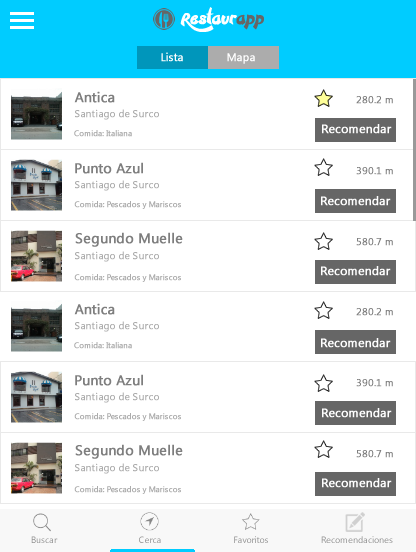 Restaurapp
Lista Mapa
Antica
280.2 m
Santiago de Surco
Comida: Italiana
Recomendar
Punto Azul
390.1 m
Santiago de Surco
Comida: Pescados y Mariscos
Recomendar
Segundo Muelle
580.7 m
Santiago de Surco
Comida: Pescados y Mariscos
Recomendar
Antica
280.2 m
Santiago de Surco
Comida: Italiana
Recomendar
Punto Azul
390.1 m
Santiago de Surco
Comida: Pescados y Mariscos
Recomendar
Segundo Muelle
580.7 m
Santiago de Surco
Comida: Pescados y Mariscos
Recomendar
Buscar Cerca Favoritos Recomendaciones